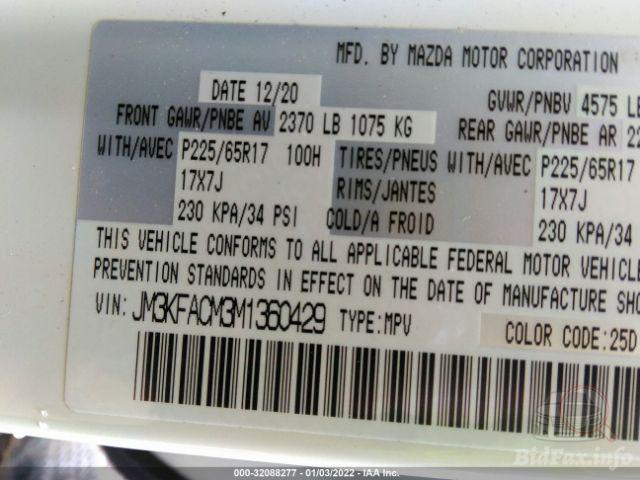 MFD. BY MAZDA MOTOR CORPORATION
DATE 12/20
GVWR/PNBV 4575 LB
FRONT GAWR/PNBE AV 2370 LB 1075 KG
REAR GAWR/PNBE AR 22
WITH/AVEC P225/65R17 100H TIRES/PNEUS WITH/AVEC P225/65R17
17X7J RIMS/JANTES 17X7J
230 KPA/34 PSI COLD/A FROID 230 KPA/34
THIS VEHICLE CONFORMS TO ALL APPLICABLE FEDERAL MOTOR VEHICLE
PREVENTION STANDARDS IN EFFECT ON THE DATE OF MANUFACTURE SHO
VIN: JM3KFACM3M1360429 TYPE:MPV
COLOR CODE:25D
BidFax.info
000-32088277 - 01/03/2022 - IAA Inc.